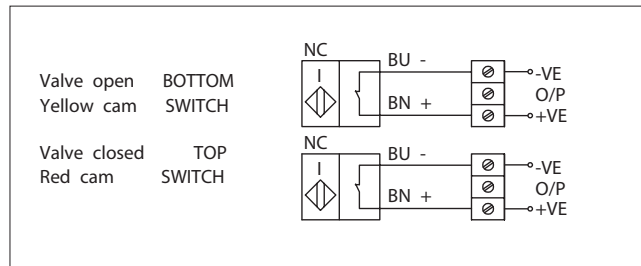 NC
BU -
Valve open BOTTOM
-VE
I
Yellow cam SWITCH
O/P
BN +
+VE
NC
Valve closed TOP
BU -
-VE
I
Red cam SWITCH
O/P
BN +
+VE